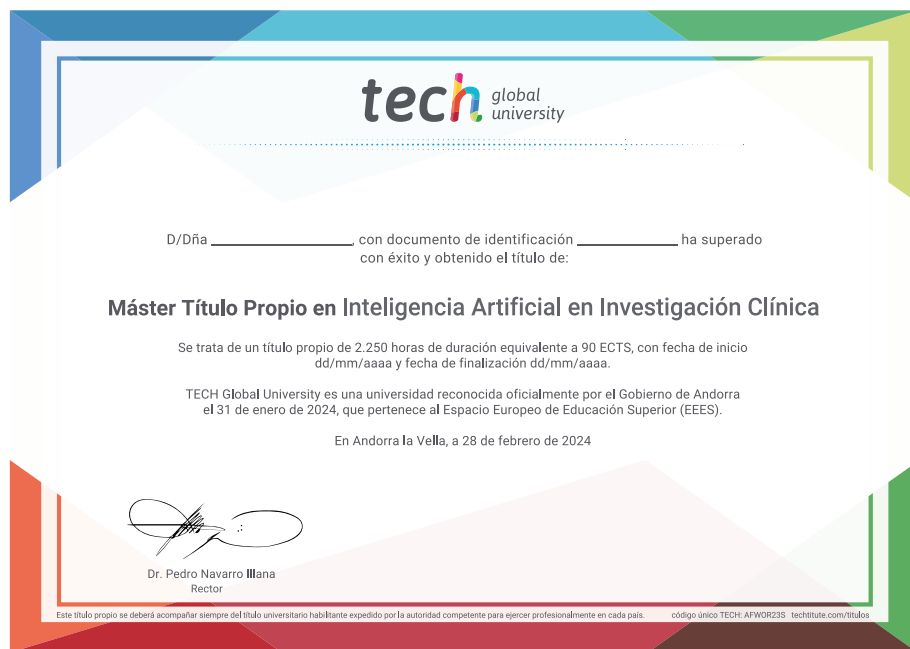 tech global university
D/Dña ________________, con documento de identificación ____________ ha superado
con éxito y obtenido el título de:
Máster Título Propio en Inteligencia Artificial en Investigación Clínica
Se trata de un título propio de 2.250 horas de duración equivalente a 90 ECTS, con fecha de inicio
dd/mm/aaaa y fecha de finalización dd/mm/aaaa.
TECH Global University es una universidad reconocida oficialmente por el Gobierno de Andorra
el 31 de enero de 2024, que pertenece al Espacio Europeo de Educación Superior (EEES).
En Andorra la Vella, a 28 de febrero de 2024
Dr. Pedro Navarro Illana
Rector
Este título propio se deberá acompañar siempre del título universitario habilitante expedido por la autoridad competente para ejercer profesionalmente en cada país. código único TECH: AFWOR23S techtitute.com/titulos